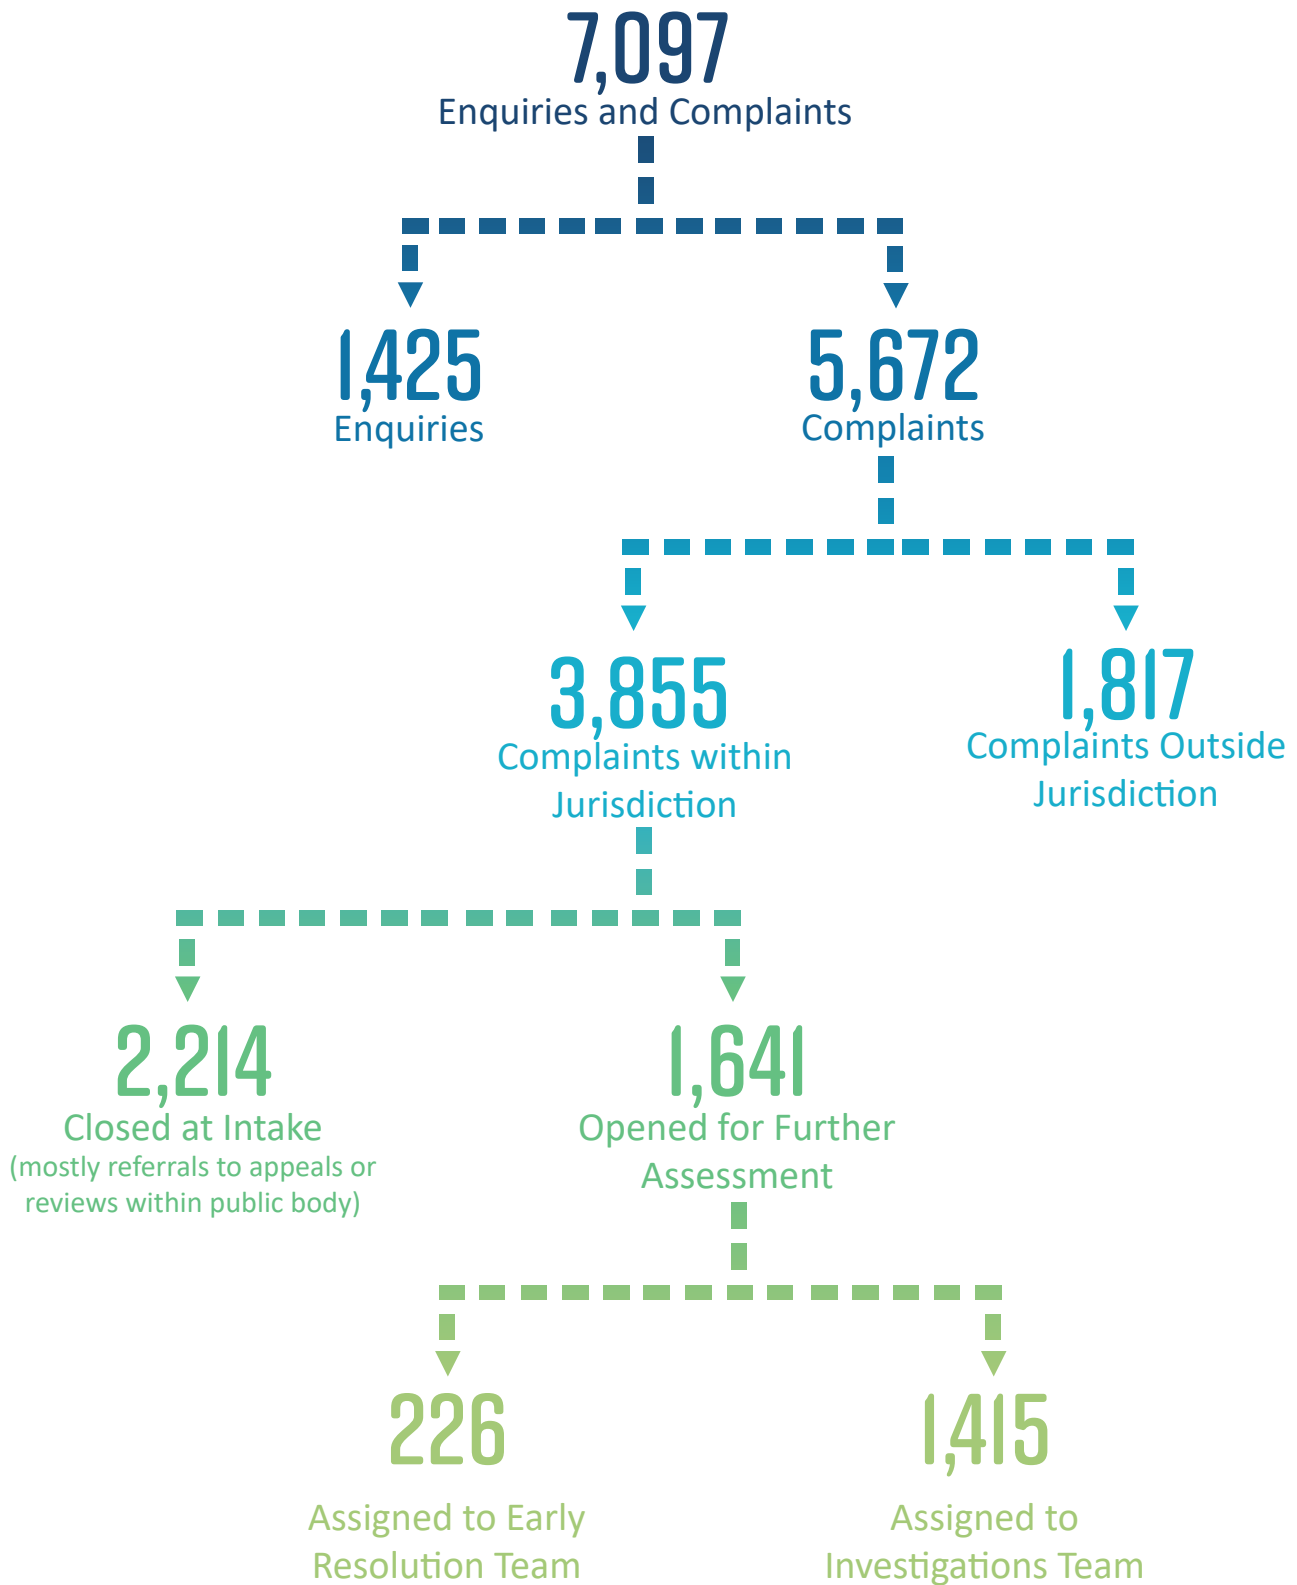 7,097
Enquiries and Complaints
1,425
Enquiries
5,672
Complaints
3,855
Complaints within
Jurisdiction
1,817
Complaints Outside
Jurisdiction
2,214
Closed at Intake
(mostly referrals to appeals or
reviews within public body)
1,641
Opened for Further
Assessment
226
Assigned to Early
Resolution Team
1,415
Assigned to
Investigations Team